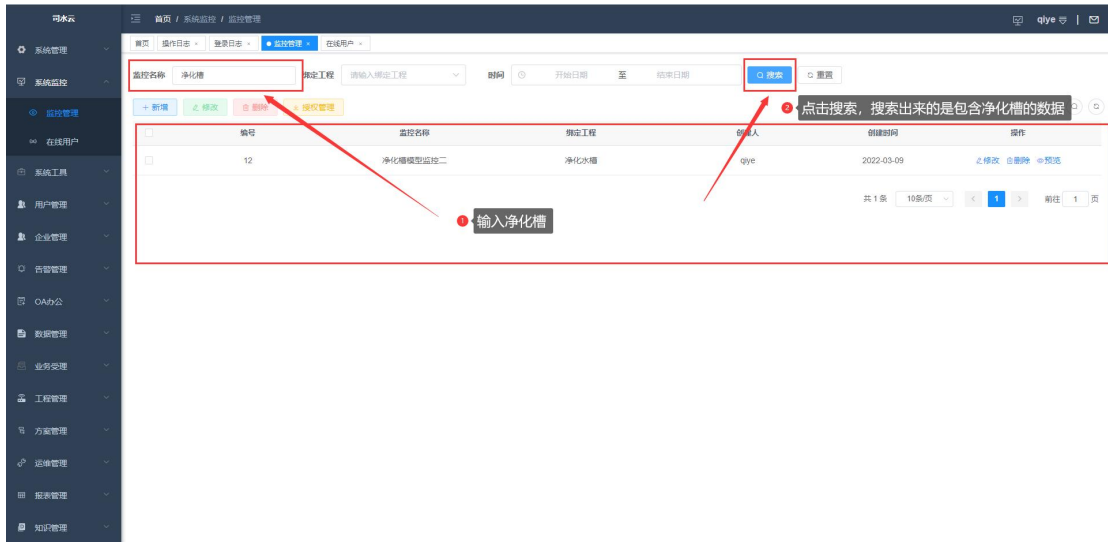 司水云
首页 / 系统监控 / 监控管理
qiye
系统管理
首页 操作日志 × 登录日志 × 监控管理 × 在线用户 ×
监控名称 净化槽 绑定工程 请输入绑定工程 时间 开始日期 至 结束日期 搜索 重置
系统监控
+ 新增 修改 删除 授权管理
2 点击搜索，搜索出来的是包含净化槽的数据
监控管理
编号 监控名称 绑定工程 创建人 创建时间 操作
在线用户
12 净化槽模型监控二 净化水槽 qiye 2022-03-09 修改 删除 预览
系统工具
共 1 条 10条/页 < 1 > 前往 1 页
用户管理
1 输入净化槽
企业管理
告警管理
OA办公
数据管理
业务受理
工程管理
方案管理
运维管理
报表管理
知识管理